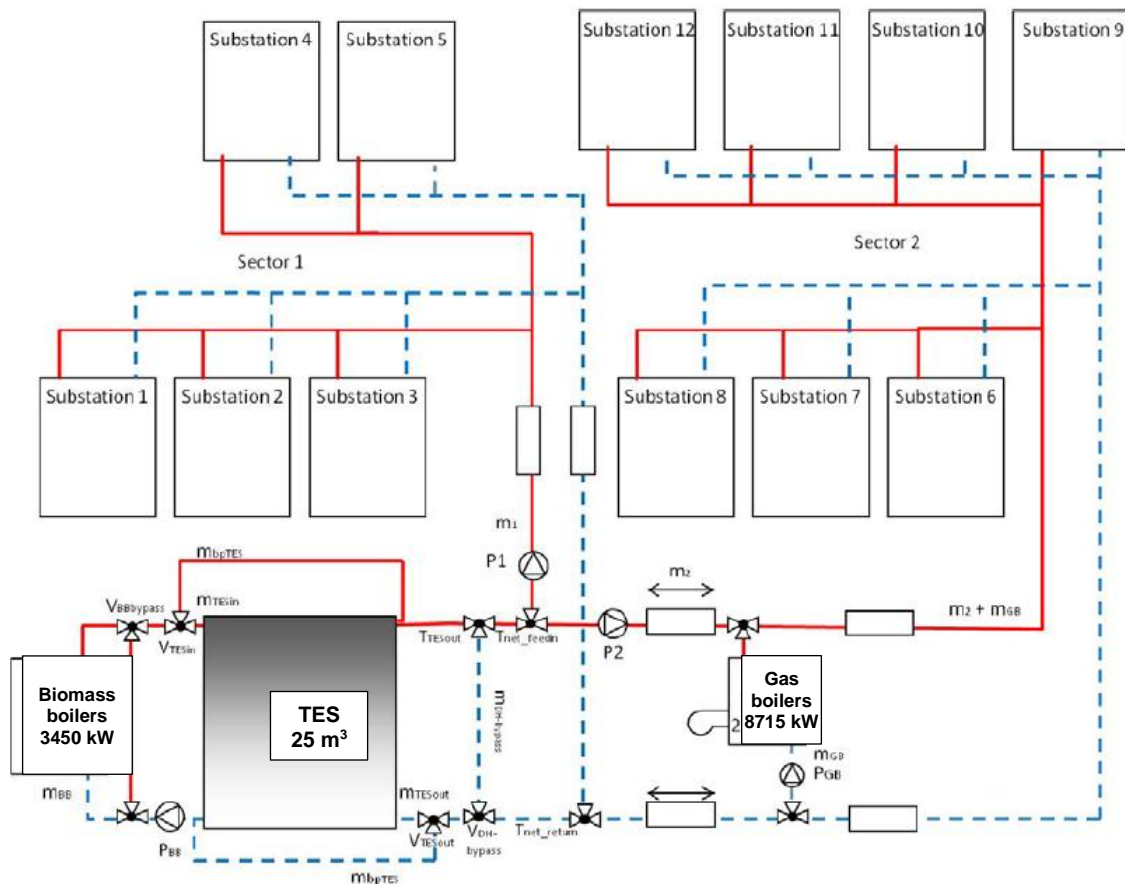 Substation 4
Substation 5
Substation 12
Substation 11
Substation 10
Substation 9
Sector 1
Sector 2
Substation 1
Substation 2
Substation 3
Substation 8
Substation 7
Substation 6
m1
P1
mbpTES
m2
m2 + mGB
VBBbypass
mTESin
VTESin
TTESout
Tnet_feedin
P2
Biomass
boilers
3450 kW
TES
25 m³
mDH-bypass
Gas
boilers
8715 kW
2
mBB
mGB
PGB
mTESout
PBB
VTESout
VDH-
bypass
Tnet_return
mbpTES